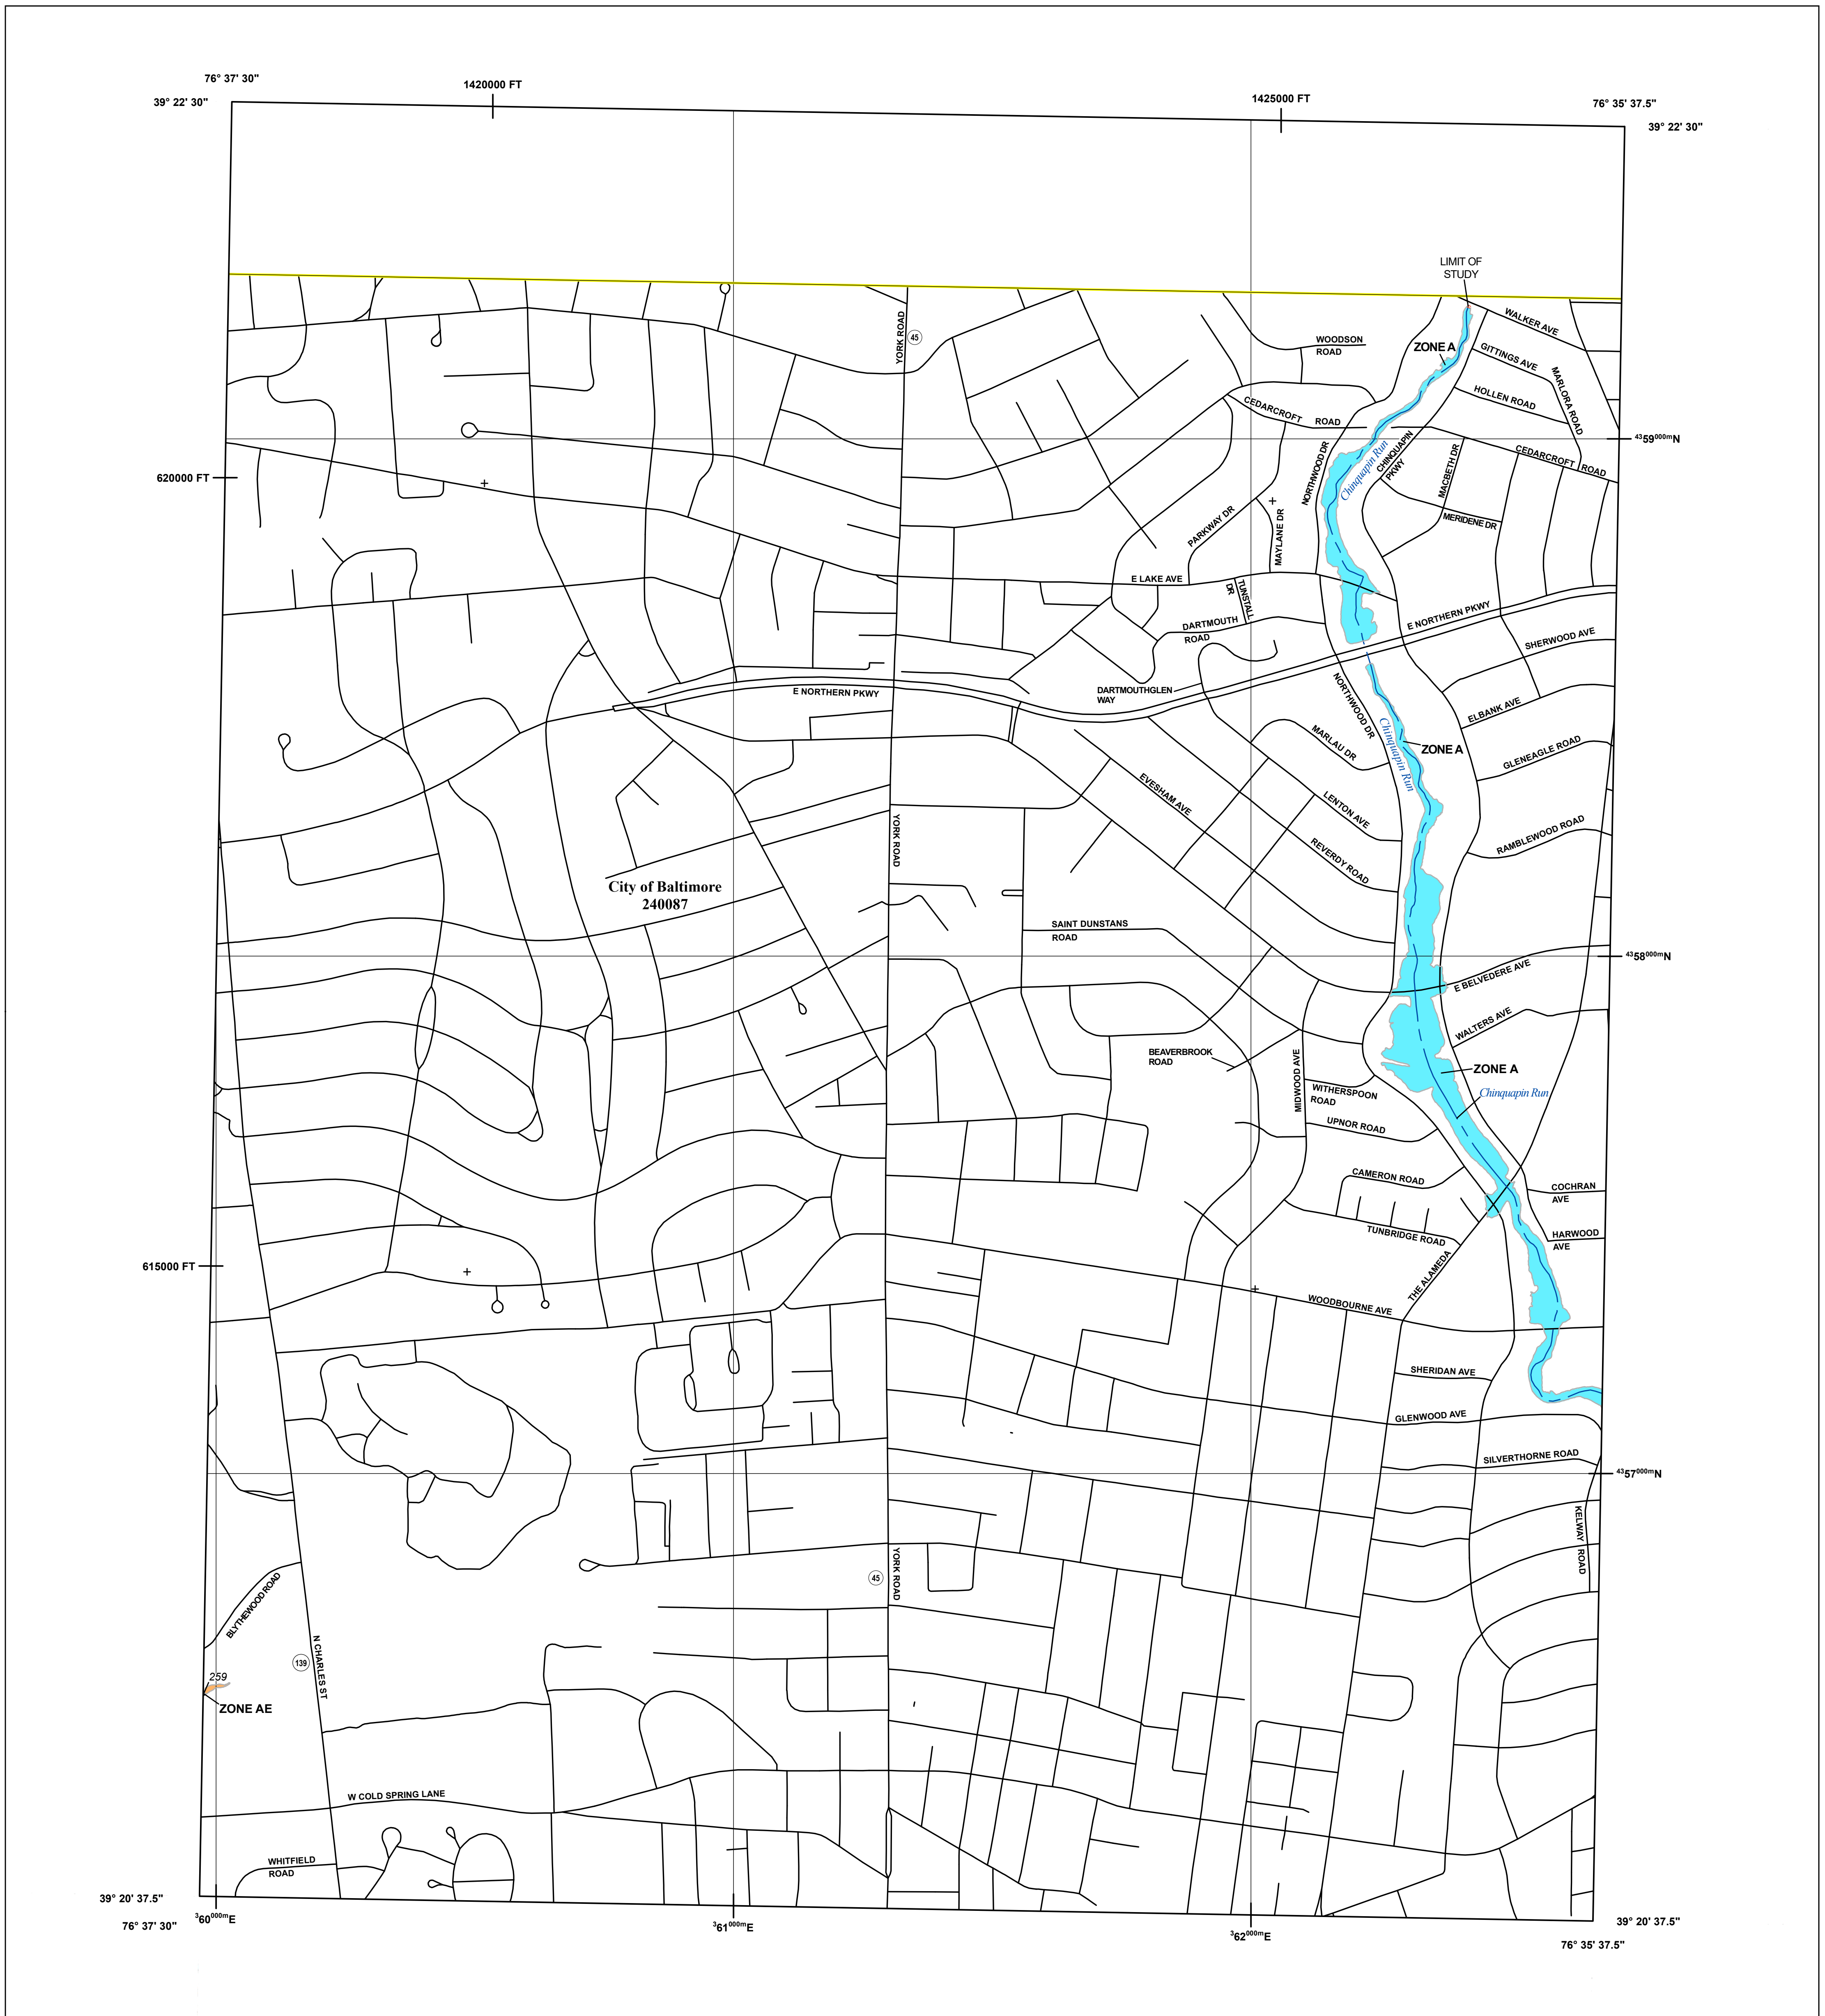 76° 37' 30"
1420000 FT
1425000 FT
76° 35' 37.5"
39° 22' 30"
39° 22' 30"
LIMIT OF
STUDY
WALKER AVE
YORK ROAD
45
WOODSON
ROAD
ZONE A
GITTINGS AVE
MARLORA ROAD
HOLLEN ROAD
CEDARCROFT
ROAD
4359000mN
CHINQUAPIN
PKWY
Chinquapin Run
NORTHWOOD DR
MACBETH DR
CEDARCROFT
ROAD
620000 FT
PARKWAY DR
MAYLANE DR
MERIDENE DR
E LAKE AVE
TUNSTALL
DR
DARTMOUTH
ROAD
E NORTHERN PKWY
SHERWOOD AVE
E NORTHERN PKWY
DARTMOUTHGLEN
WAY
NORTHWOOD DR
ELBANK AVE
MARLAU DR
Chinquapin Run
ZONE A
GLENEAGLE ROAD
EVESHAM AVE
LENTON AVE
YORK ROAD
REVERDY ROAD
RAMBLEWOOD ROAD
City of Baltimore
240087
SAINT DUNSTANS
ROAD
4358000mN
E BELVEDERE AVE
WALTERS AVE
BEAVERBROOK
ROAD
MIDWOOD AVE
ZONE A
WITHERSPOON
ROAD
Chinquapin Run
UPNOR ROAD
CAMERON ROAD
COCHRAN
AVE
TUNBRIDGE ROAD
HARWOOD
AVE
615000 FT
THE ALAMEDA
WOODBOURNE AVE
SHERIDAN AVE
GLENWOOD AVE
SILVERTHORNE ROAD
4357000mN
KELWAY ROAD
YORK ROAD
45
BLYTHEWOOD ROAD
N CHARLES ST
139
259
ZONE AE
W COLD SPRING LANE
WHITFIELD
ROAD
39° 20' 37.5"
76° 37' 30"
360000mE
361000mE
362000mE
39° 20' 37.5"
76° 35' 37.5"